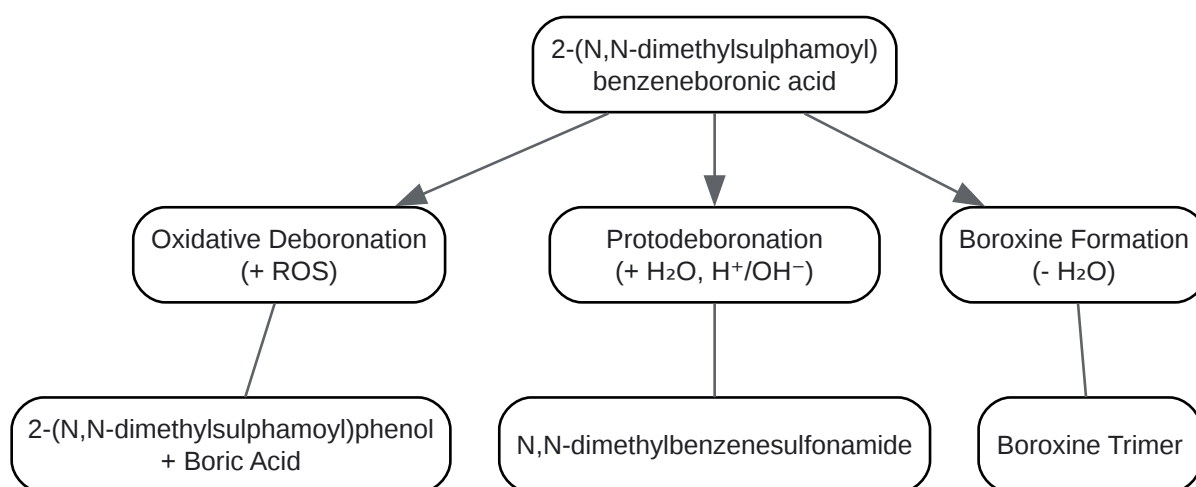 2-(N,N-dimethylsulphamoyl)
benzeneboronic acid
Oxidative Deboronation
(+ ROS)
Protodeboronation
(+ H₂O, H⁺/OH⁻)
Boroxine Formation
(- H₂O)
2-(N,N-dimethylsulphamoyl)phenol
+ Boric Acid
N,N-dimethylbenzenesulfonamide
Boroxine Trimer